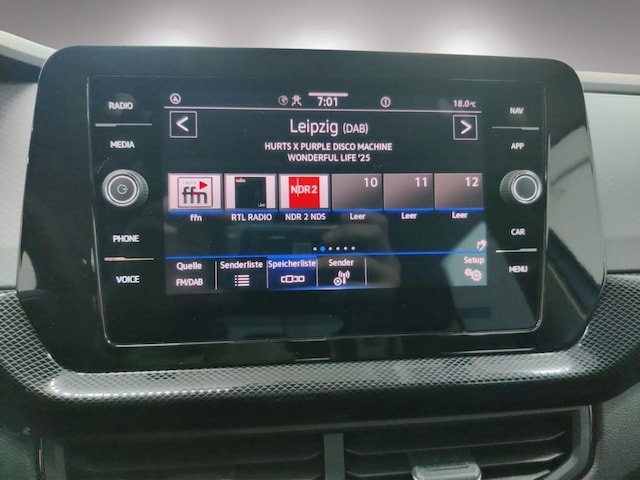 RADIO
MEDIA
PHONE
VOICE
7:01
18.0°C
Leipzig (DAB)
HURTS X PURPLE DISCO MACHINE
WONDERFUL LIFE '25
ffn
NDR 2
10
11
12
ffn
RTL RADIO
NDR 2 NDS
Leer
Leer
Leer
Quelle
FM/DAB
Senderliste
Speicherliste
Sender
Setup
NAV
APP
CAR
MENU